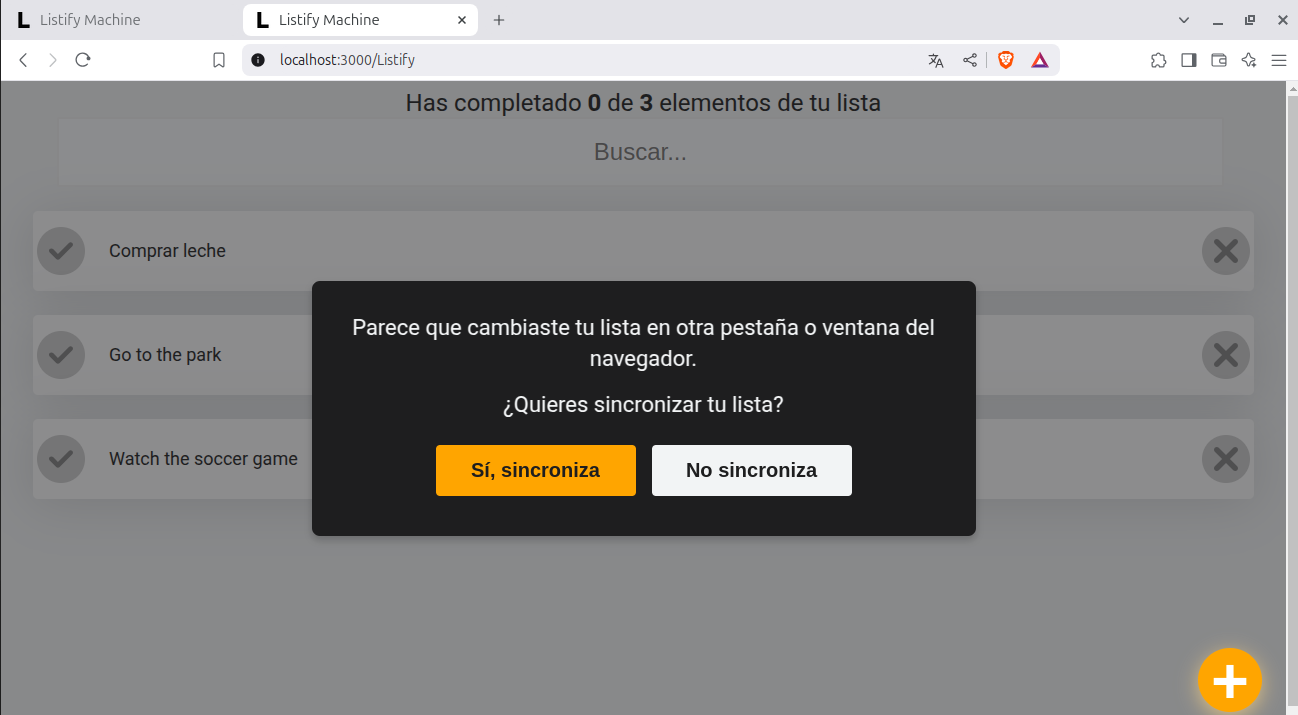 Listify Machine
Listify Machine
localhost:3000/Listify
Has completado 0 de 3 elementos de tu lista
Buscar...
Comprar leche
Go to the park
Watch the soccer game
Parece que cambiaste tu lista en otra pestaña o ventana del
navegador.
¿Quieres sincronizar tu lista?
Sí, sincroniza
No sincroniza